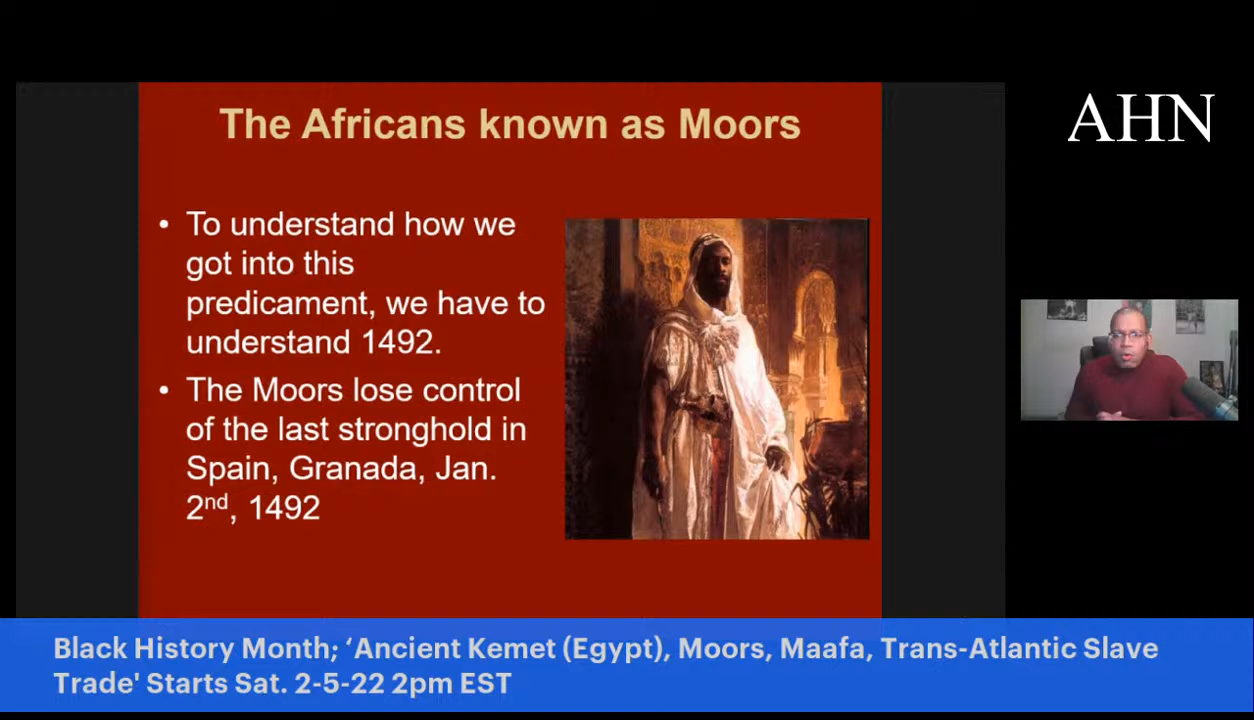 The Africans known as Moors
AHN
• To understand how we
got into this
predicament, we have to
understand 1492.
• The Moors lose control
of the last stronghold in
Spain, Granada, Jan.
2nd, 1492
Black History Month; ‘Ancient Kemet (Egypt), Moors, Maafa, Trans-Atlantic Slave
Trade' Starts Sat. 2-5-22 2pm EST